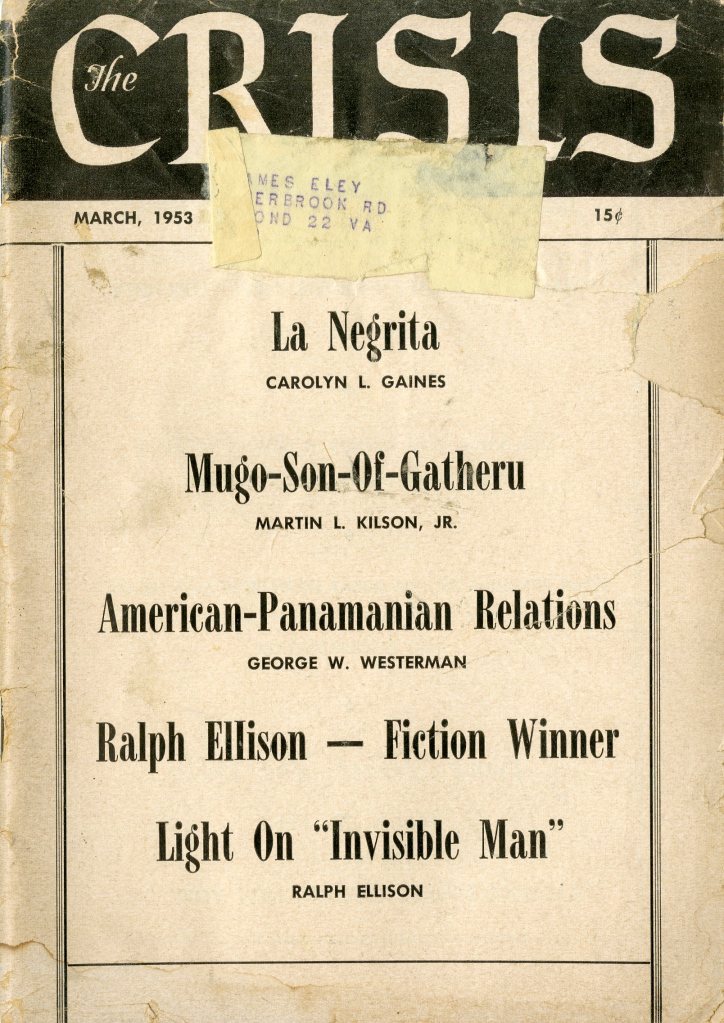 The CRISIS
MES ELEY
ERBROOK RD
OND 22 VA
MARCH, 1953 15¢
La Negrita
CAROLYN L. GAINES
Mugo-Son-Of-Gatheru
MARTIN L. KILSON, JR.
American-Panamanian Relations
GEORGE W. WESTERMAN
Ralph Ellison — Fiction Winner
Light On “Invisible Man”
RALPH ELLISON